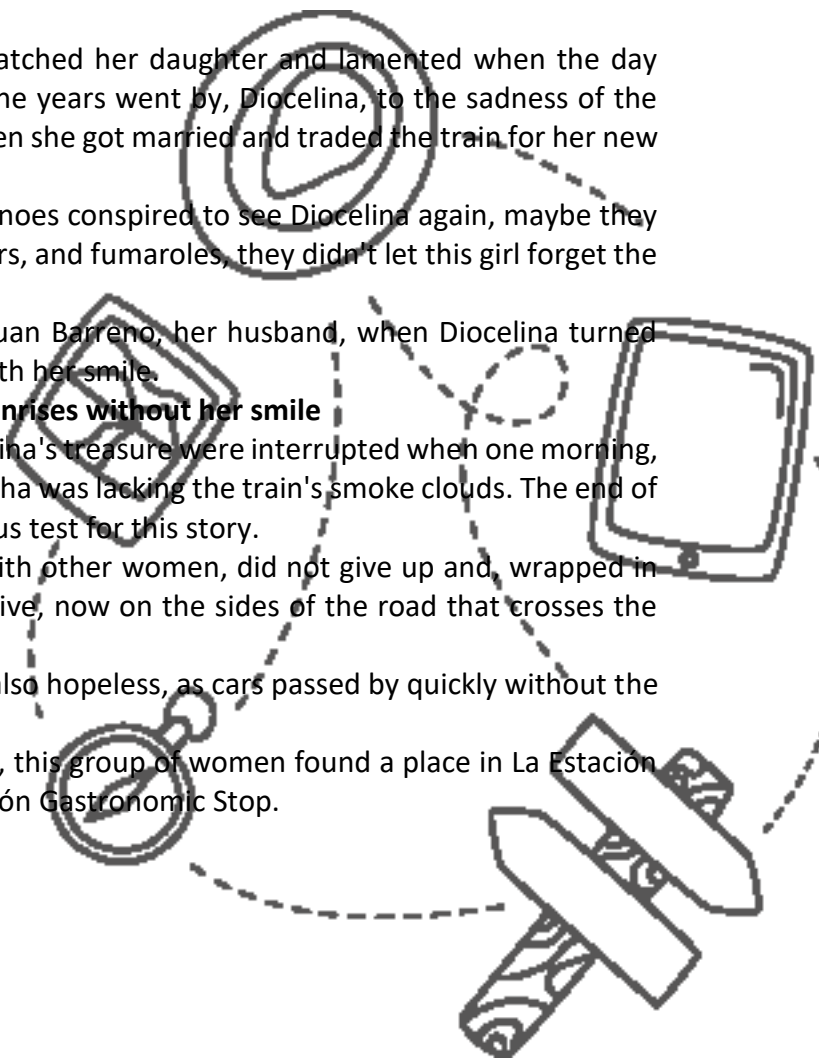 atched her daughter and lamented when the day
ne years went by, Diocelina, to the sadness of the
en she got married and traded the train for her new
noes conspired to see Diocelina again, maybe they
rs, and fumaroles, they didn't let this girl forget the
uan Barreno, her husband, when Diocelina turned
th her smile.
nrises without her smile
ina's treasure were interrupted when one morning,
ha was lacking the train's smoke clouds. The end of
us test for this story.
ith other women, did not give up and, wrapped in
ive, now on the sides of the road that crosses the
also hopeless, as cars passed by quickly without the
, this group of women found a place in La Estación
ón Gastronomic Stop.